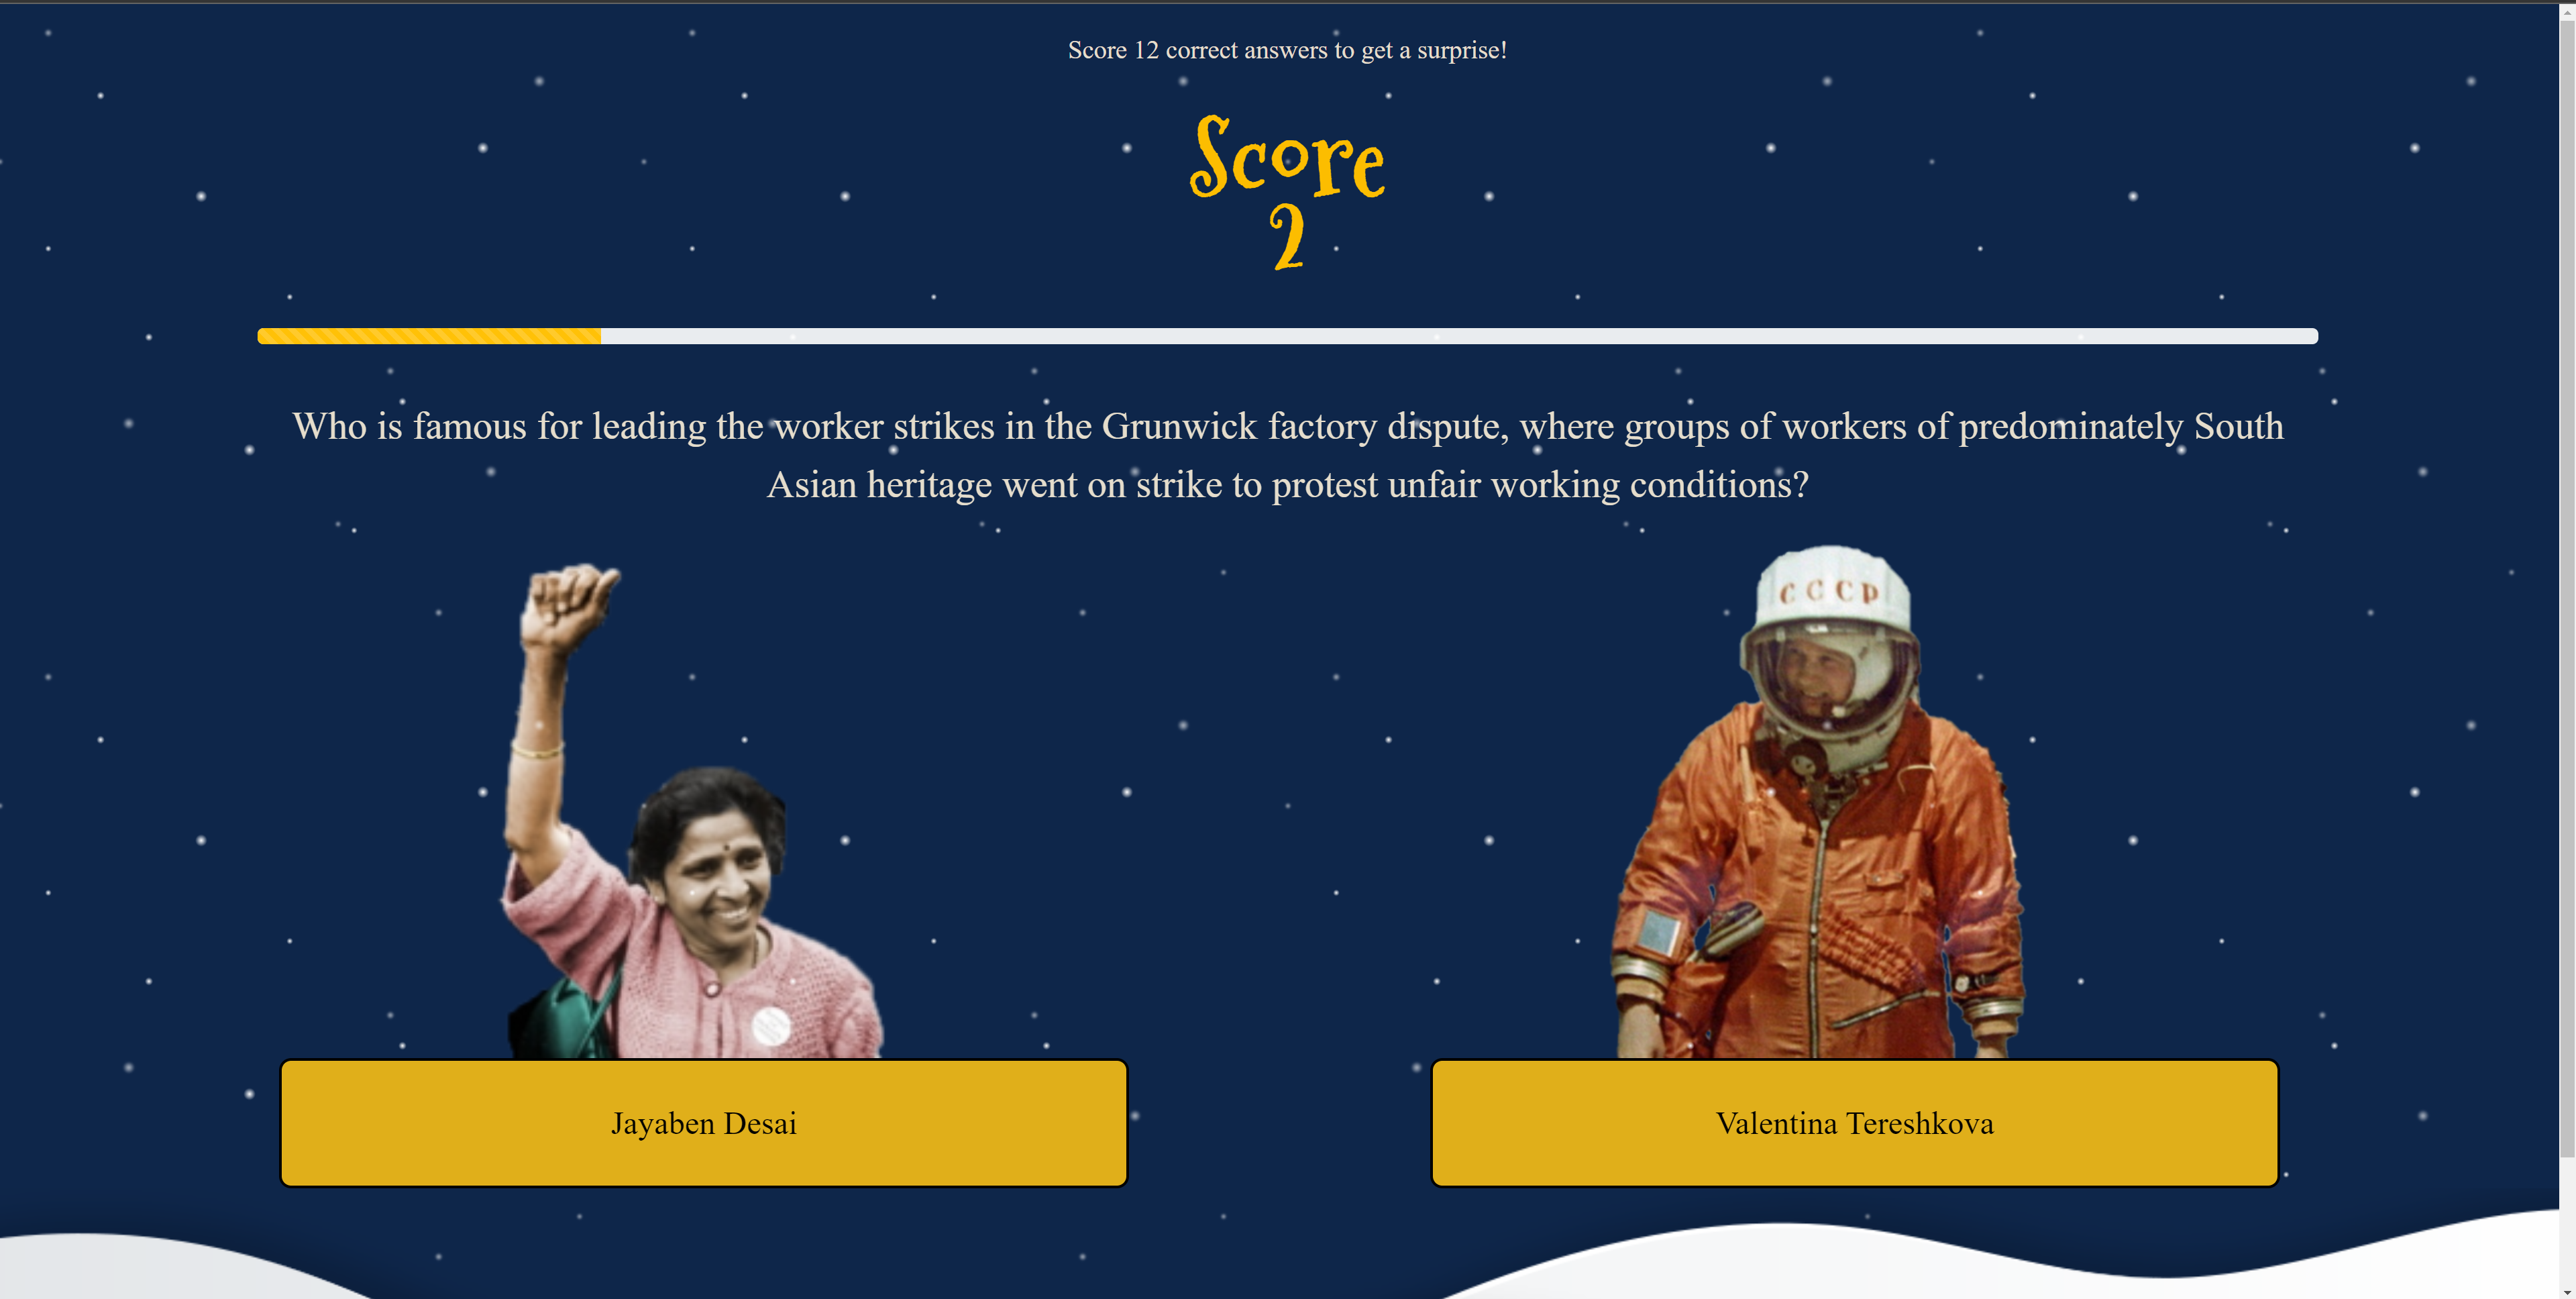 Score 12 correct answers to get a surprise!
Score
2
Who is famous for leading the worker strikes in the Grunwick factory dispute, where groups of workers of predominately South
Asian heritage went on strike to protest unfair working conditions?
CCCP
Jayaben Desai
Valentina Tereshkova